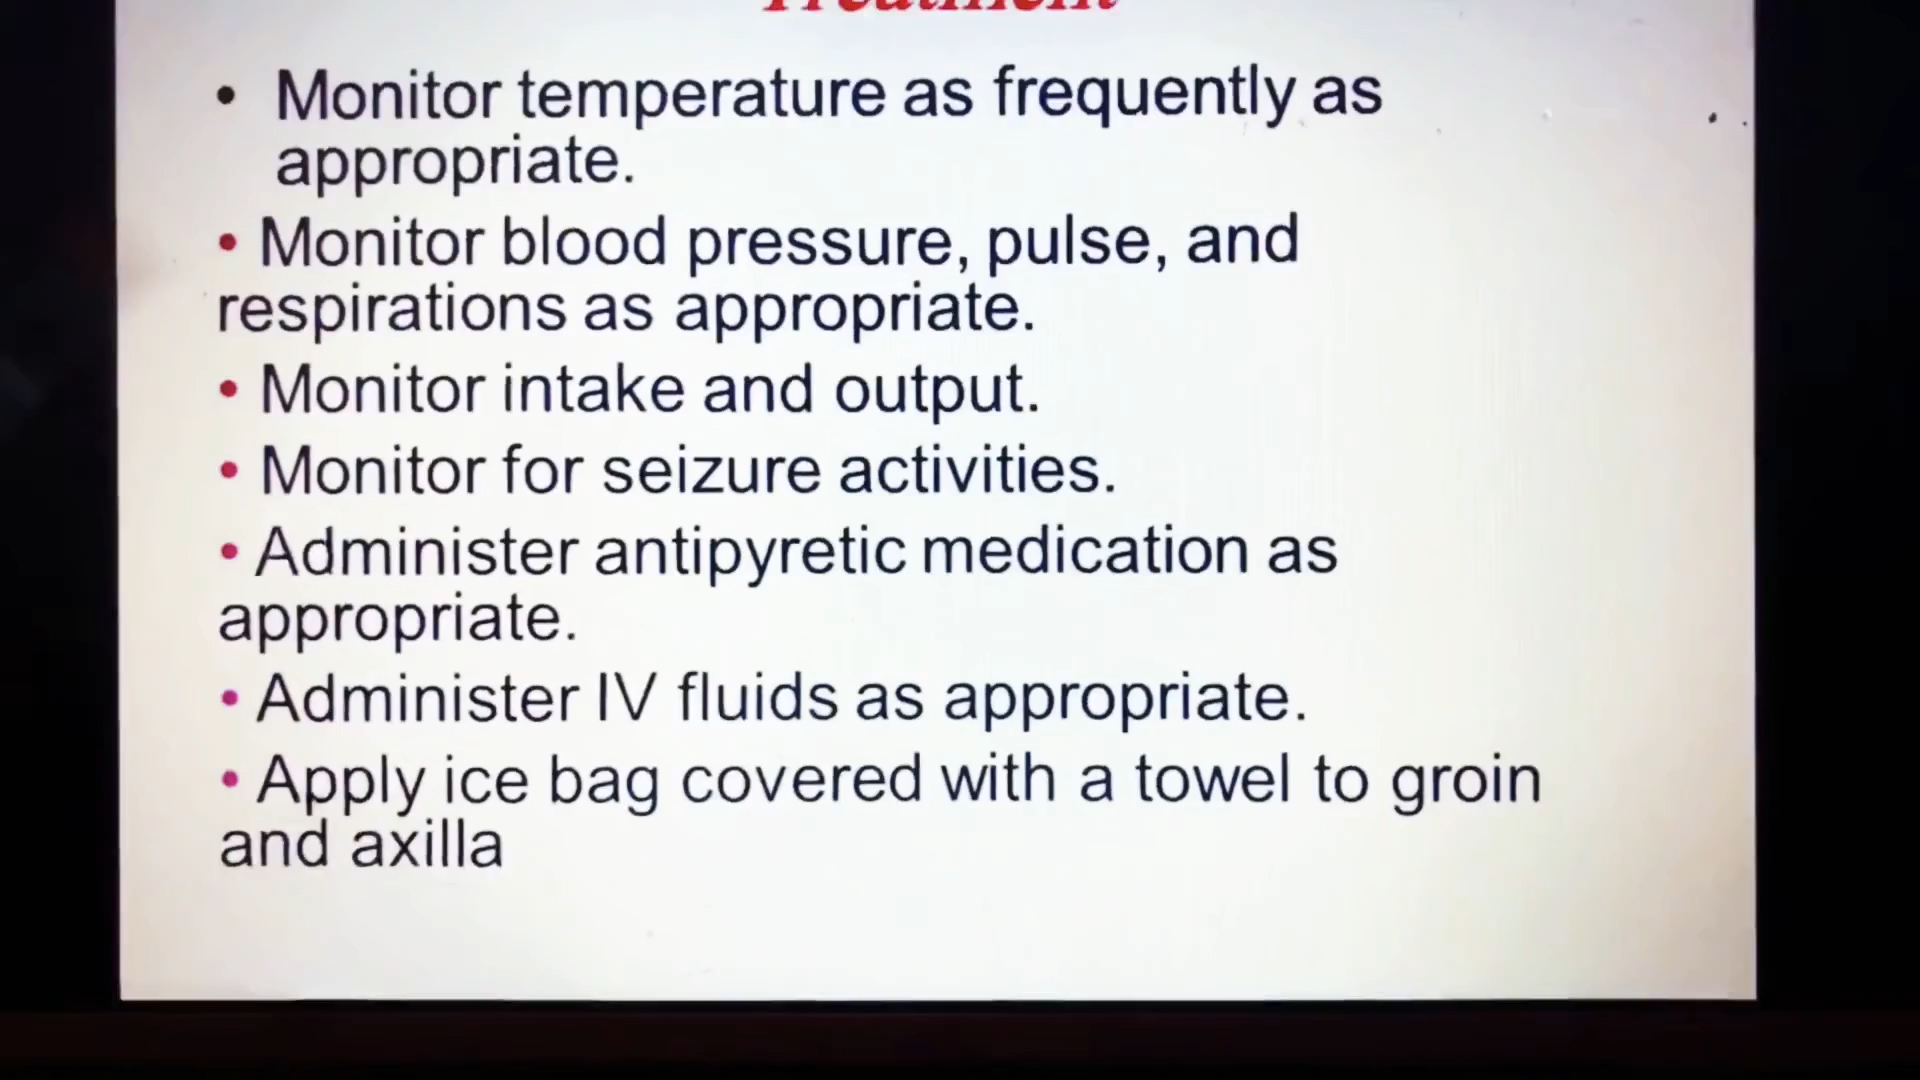 Treatment
• Monitor temperature as frequently as
appropriate.
• Monitor blood pressure, pulse, and
respirations as appropriate.
• Monitor intake and output.
• Monitor for seizure activities.
• Administer antipyretic medication as
appropriate.
• Administer IV fluids as appropriate.
• Apply ice bag covered with a towel to groin
and axilla